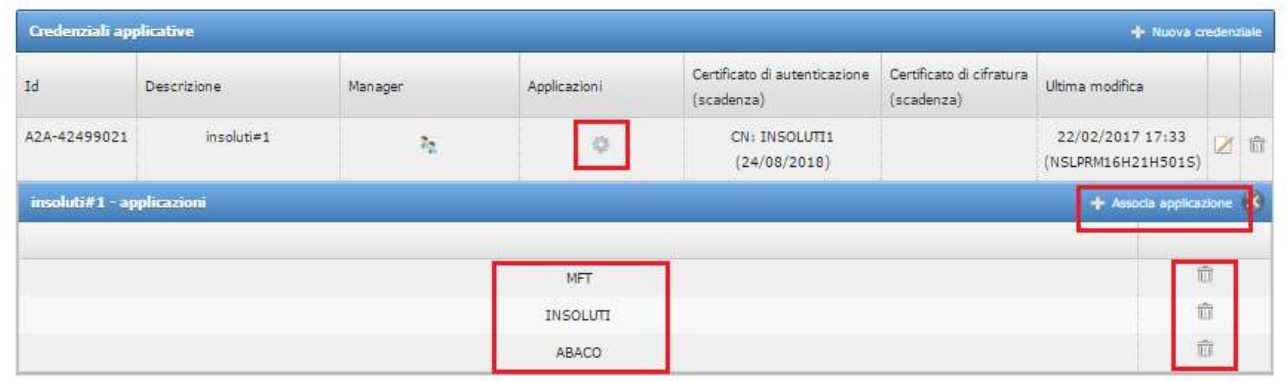 Credenziali applicative
Nuova credenziale
Id Descrizione Manager Applicazioni Certificato di autenticazione (scadenza) Certificato di cifratura (scadenza) Ultima modifica
A2A-42499021 insoluti#1 CN: INSOLUTI1 (24/08/2018) 22/02/2017 17:33 (NSLPRM16H21H501S)
insoluti#1 - applicazioni
Associa applicazione
MFT
INSOLUTI
ABACO